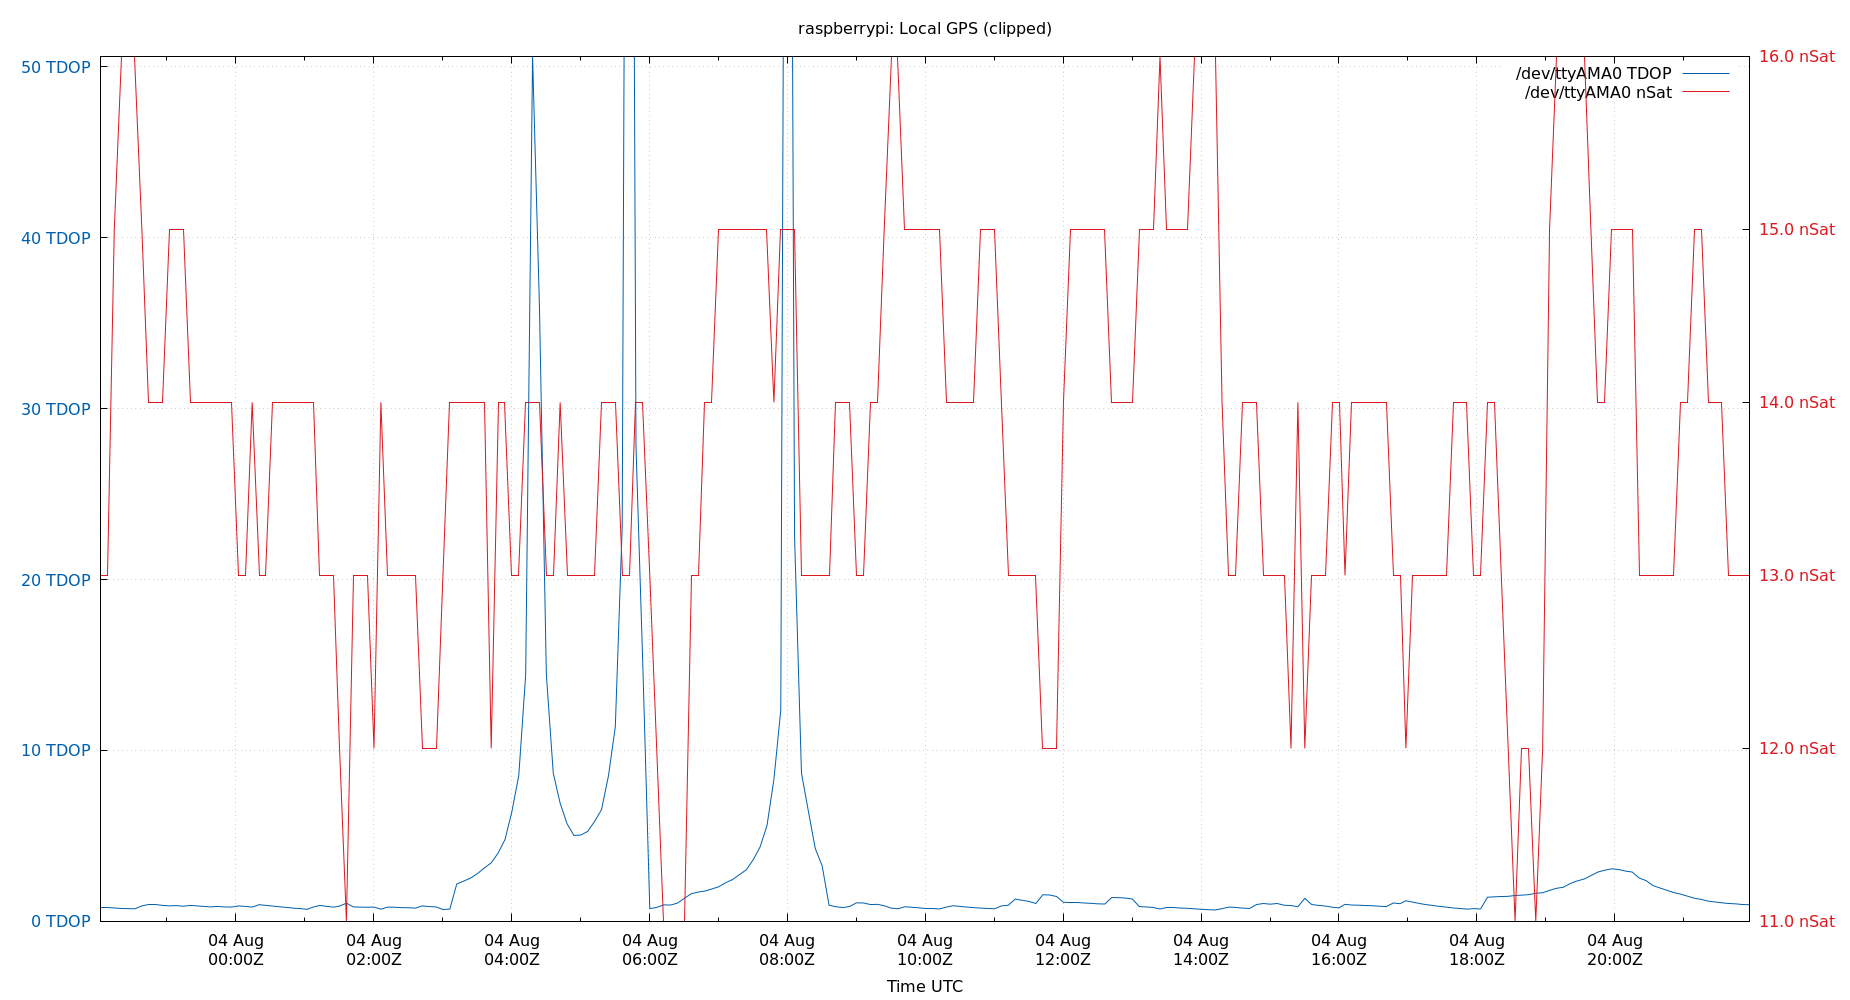 raspberrypi: Local GPS (clipped)
50 TDOP
40 TDOP
30 TDOP
20 TDOP
10 TDOP
0 TDOP
16.0 nSat
15.0 nSat
14.0 nSat
13.0 nSat
12.0 nSat
11.0 nSat
/dev/ttyAMA0 TDOP
/dev/ttyAMA0 nSat
04 Aug
00:00Z
04 Aug
02:00Z
04 Aug
04:00Z
04 Aug
06:00Z
04 Aug
08:00Z
04 Aug
10:00Z
04 Aug
12:00Z
04 Aug
14:00Z
04 Aug
16:00Z
04 Aug
18:00Z
04 Aug
20:00Z
Time UTC